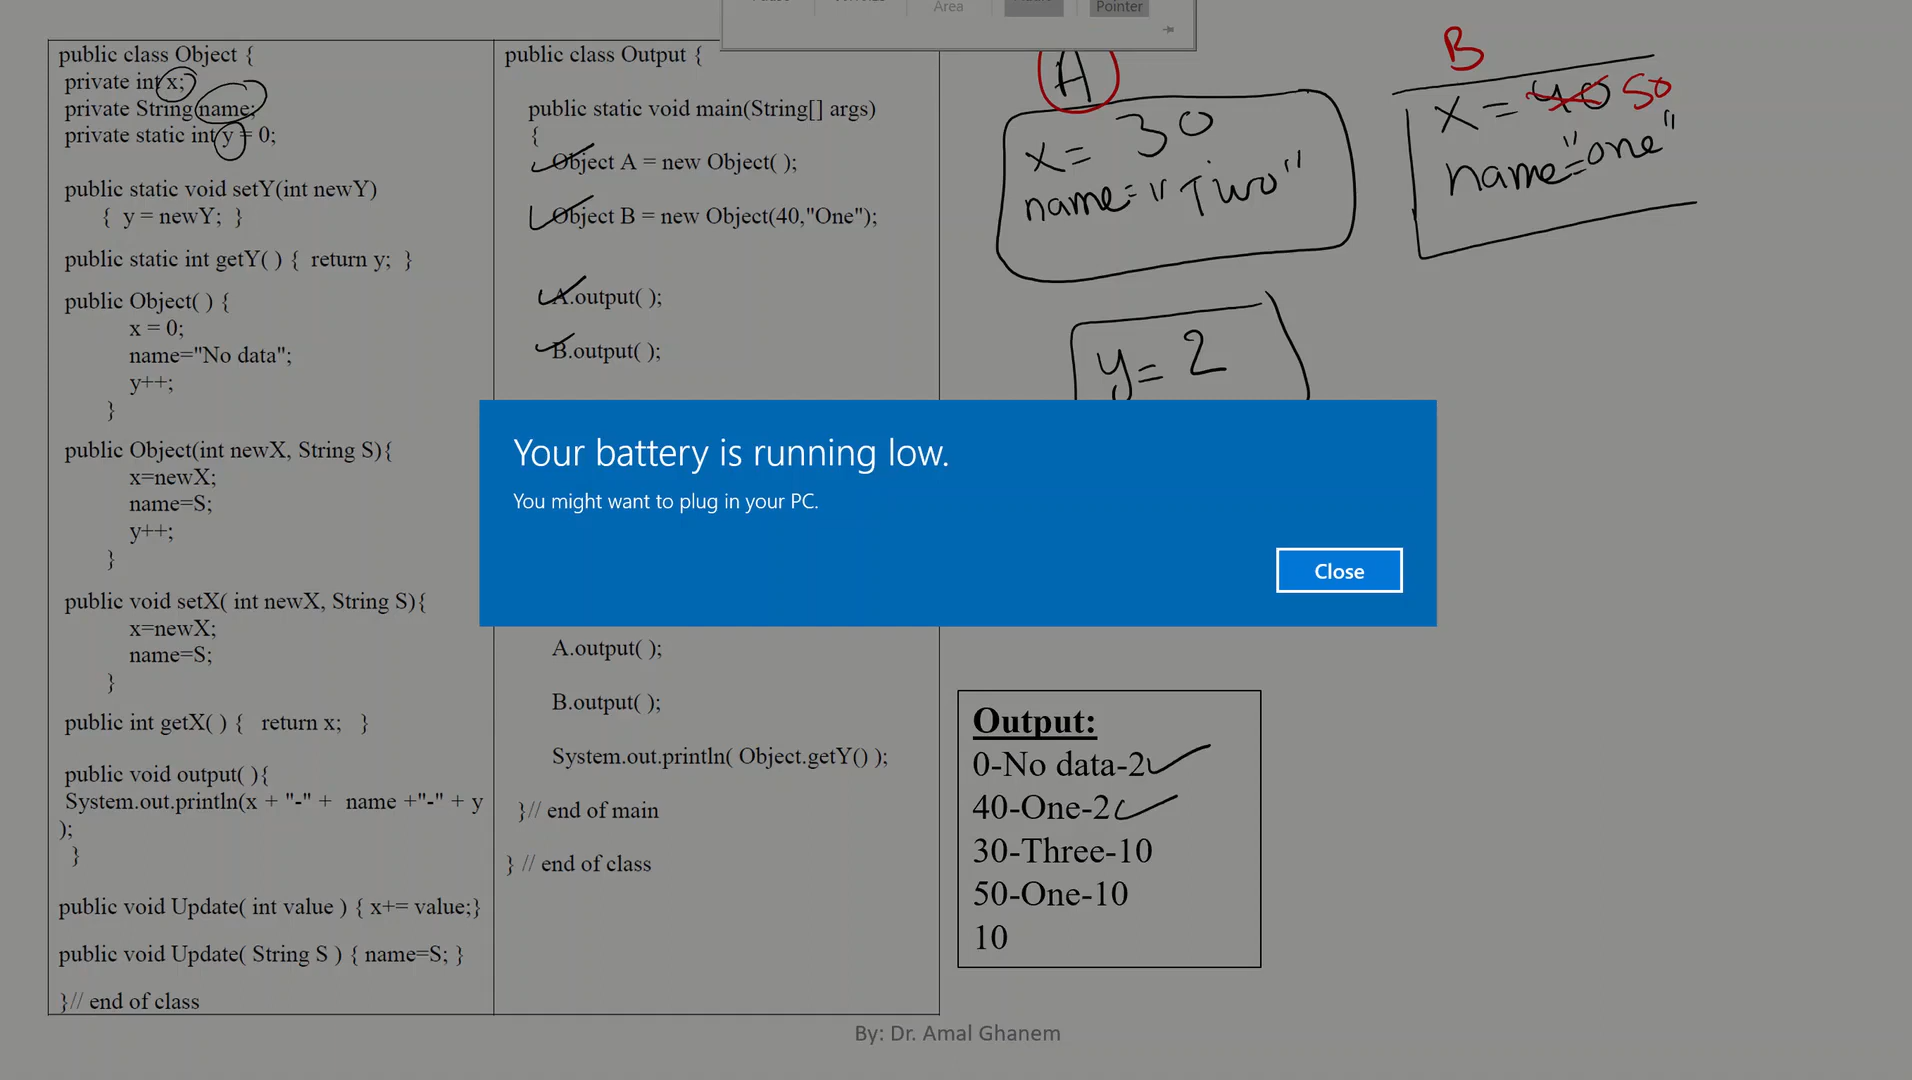 Area
Pointer
public class Object {
private int x;
private String name;
private static int y = 0;
public static void setY(int newY)
{ y = newY; }
public static int getY( ) { return y; }
public Object( ) {
x = 0;
name="No data";
y++;
}
public Object(int newX, String S){
x=newX;
name=S;
y++;
}
public void setX( int newX, String S){
x=newX;
name=S;
}
public int getX( ) { return x; }
public void output( ){
System.out.println(x + "-" + name +"-" + y
);
}
public void Update( int value ) { x+= value;}
public void Update( String S ) { name=S; }
}// end of class
public class Output {
public static void main(String[] args)
{
Object A = new Object( );
Object B = new Object(40,"One");
A.output( );
B.output( );
A.output( );
B.output( );
System.out.println( Object.getY() );
}// end of main
} // end of class
A
x= 30
name="Two"
B
x = 40 50
name="one"
y= 2
Your battery is running low.
You might want to plug in your PC.
Close
Output:
0-No data-2
40-One-2
30-Three-10
50-One-10
10
By: Dr. Amal Ghanem